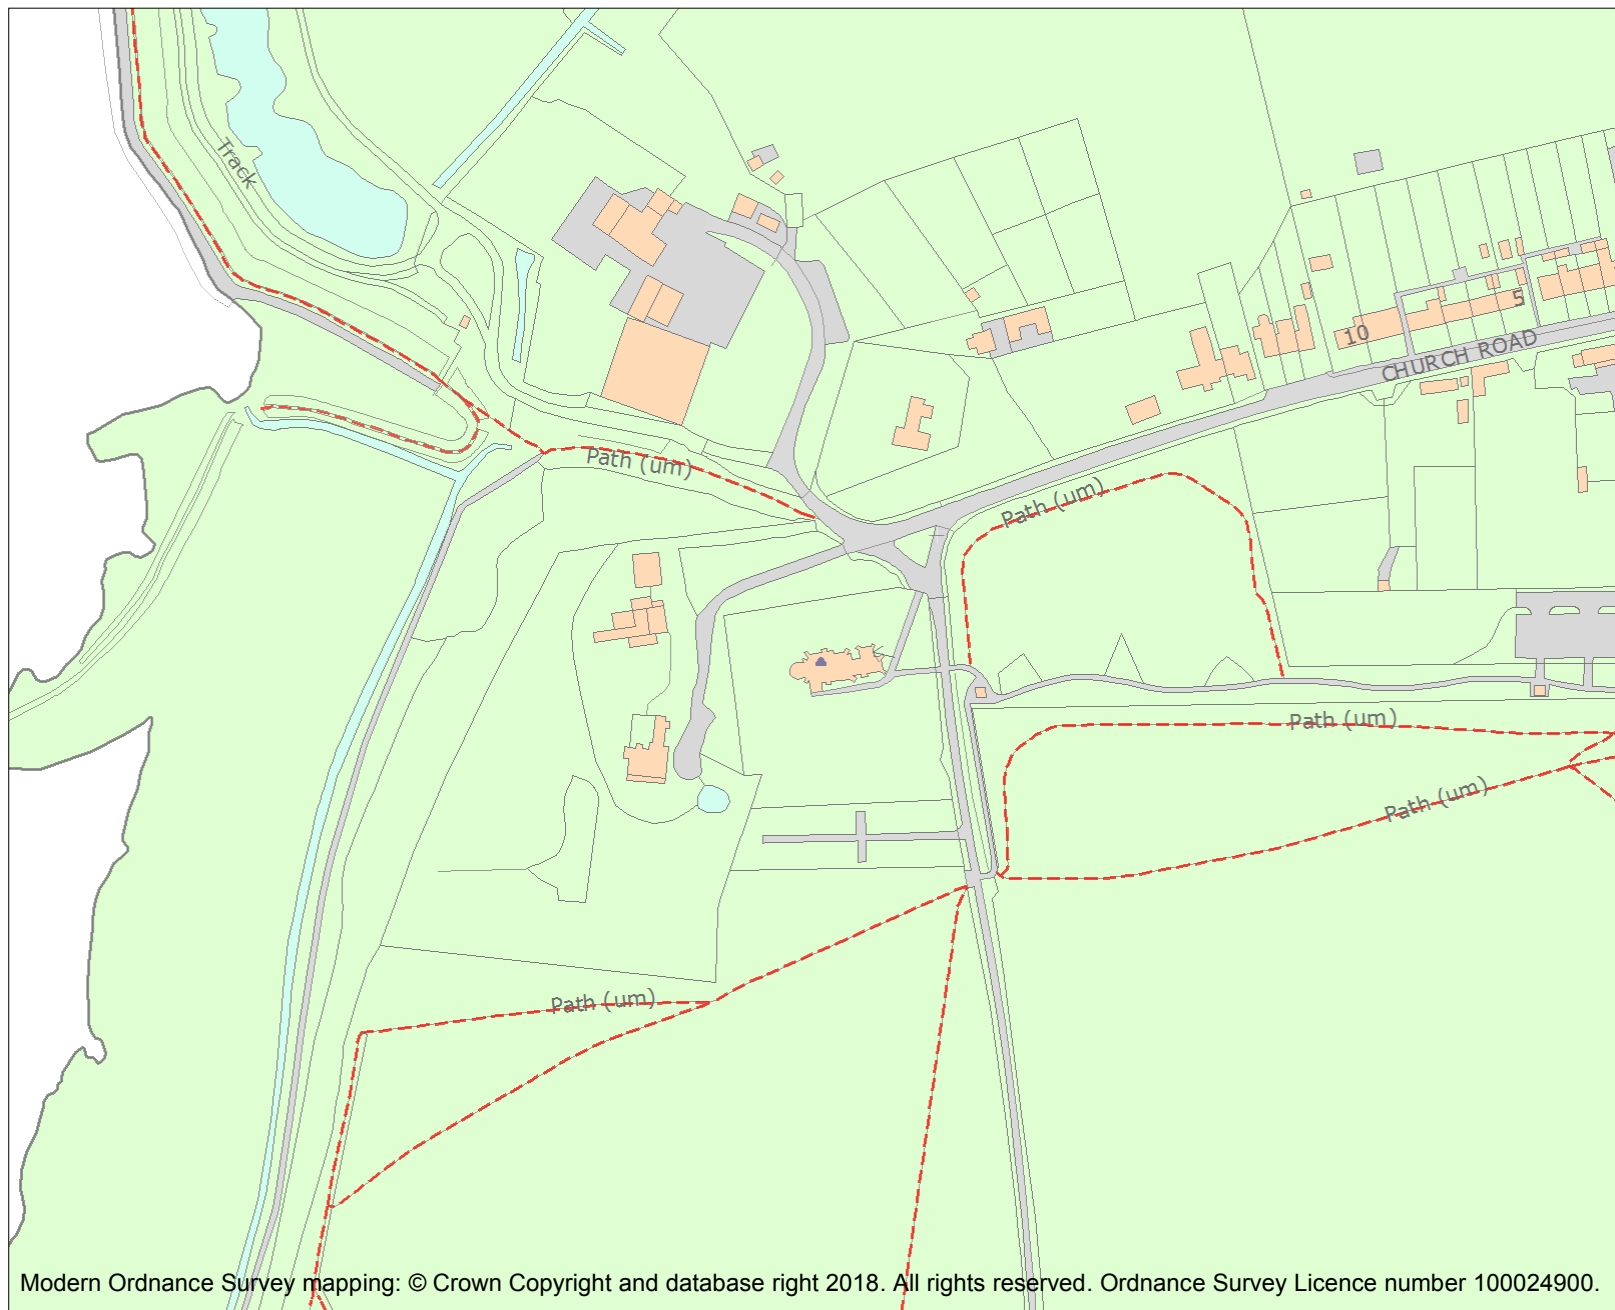 Track
5
10
CHURCH ROAD
Path (um)
Path (um)
Path (um)
Path (um)
Path (um)
Modern Ordnance Survey mapping: © Crown Copyright and database right 2018. All rights reserved. Ordnance Survey Licence number 100024900.